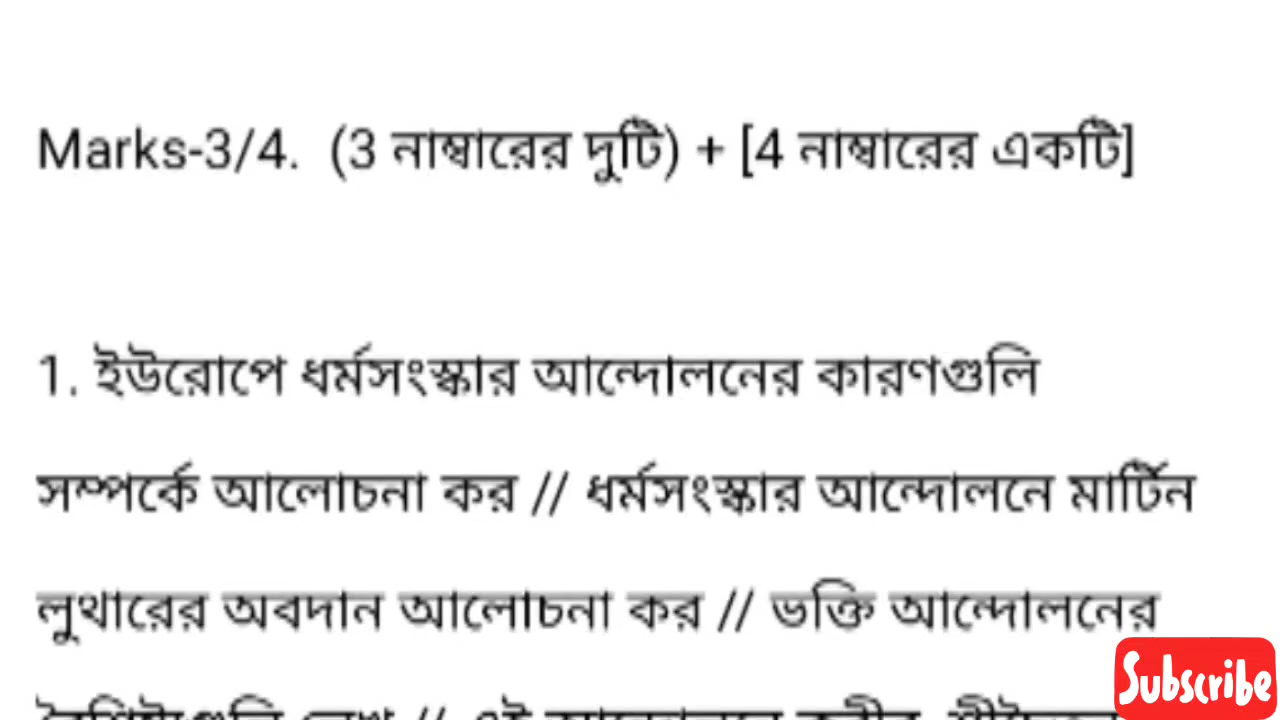 Marks-3/4. (3 নাম্বারের দুটি) + [4 নাম্বারের একটি]
1. ইউরোপে ধর্মসংস্কার আন্দোলনের কারণগুলি
সম্পর্কে আলোচনা কর // ধর্মসংস্কার আন্দোলনে মার্টিন
লুথারের অবদান আলোচনা কর // ভক্তি আন্দোলনের
Subscribe